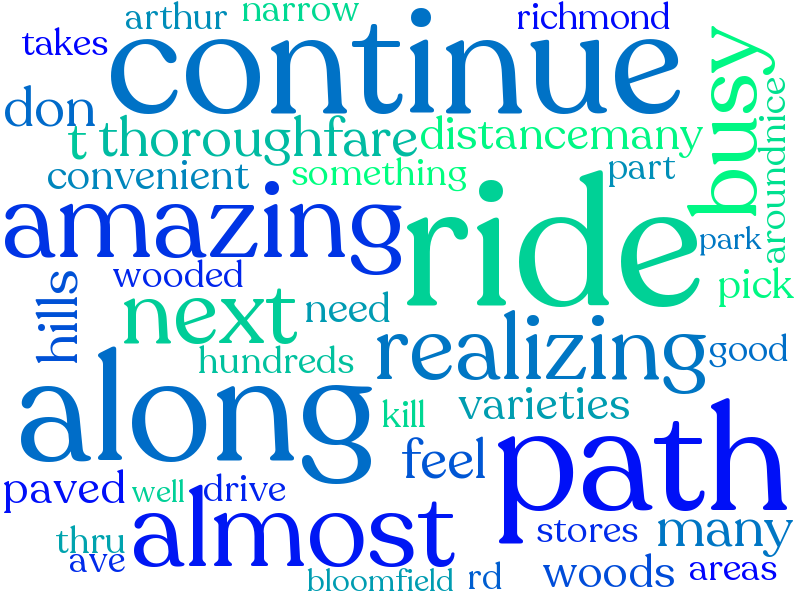 arthur narrow richmond
takes continue busy
don
t thoroughfare distance many nice
convenient something part around
amazing ride park
hills wooded pick
next need
realizing good
hundreds
along kill varieties
feel path
paved well drive
almost stores many
thru
ave woods areas
bloomfield rd